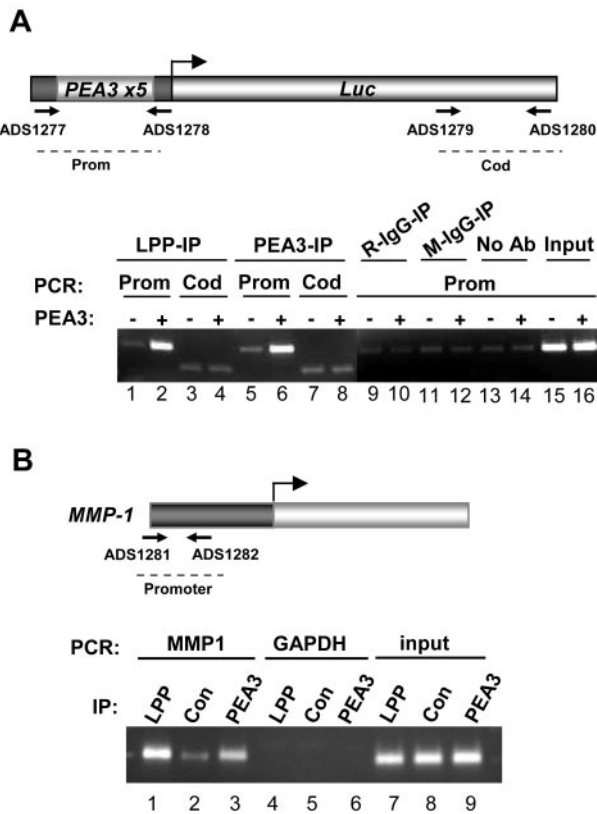 A
PEA3 x5 Luc
ADS1277 ADS1278 ADS1279 ADS1280
Prom Cod
LPP-IP PEA3-IP R-IgG-IP M-IgG-IP No Ab Input
PCR: Prom Cod Prom Cod Prom
PEA3: - + - + - + - + - + - + - + - +
1 2 3 4 5 6 7 8 9 10 11 12 13 14 15 16
B
MMP-1
ADS1281 ADS1282
Promoter
PCR: MMP1 GAPDH input
IP: LPP Con PEA3 LPP Con PEA3 LPP Con PEA3
1 2 3 4 5 6 7 8 9